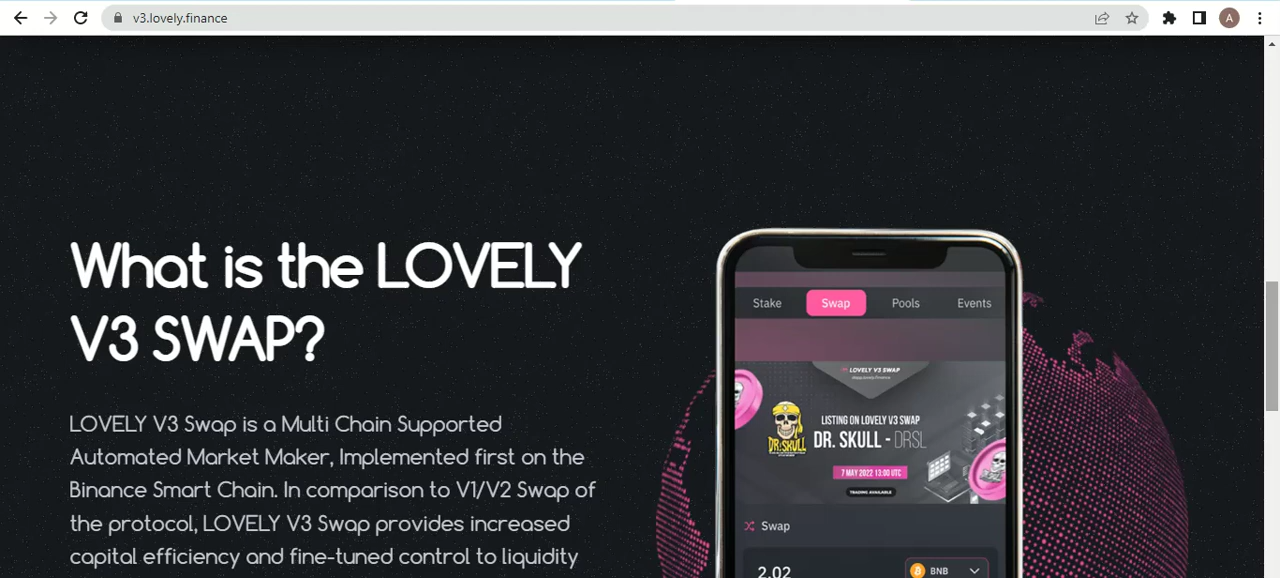 v3.lovely.finance
A
What is the LOVELY
V3 SWAP?
LOVELY V3 Swap is a Multi Chain Supported
Automated Market Maker, Implemented first on the
Binance Smart Chain. In comparison to V1/V2 Swap of
the protocol, LOVELY V3 Swap provides increased
capital efficiency and fine-tuned control to liquidity
Stake Swap Pools Events
LOVELY V3 SWAP
LISTING ON LOVELY V3 SWAP
DR. SKULL - DRSL
7 MAY 2022 13:00 UTC
TRADING AVAILABLE
DR.SKULL
Swap
2.02 BNB